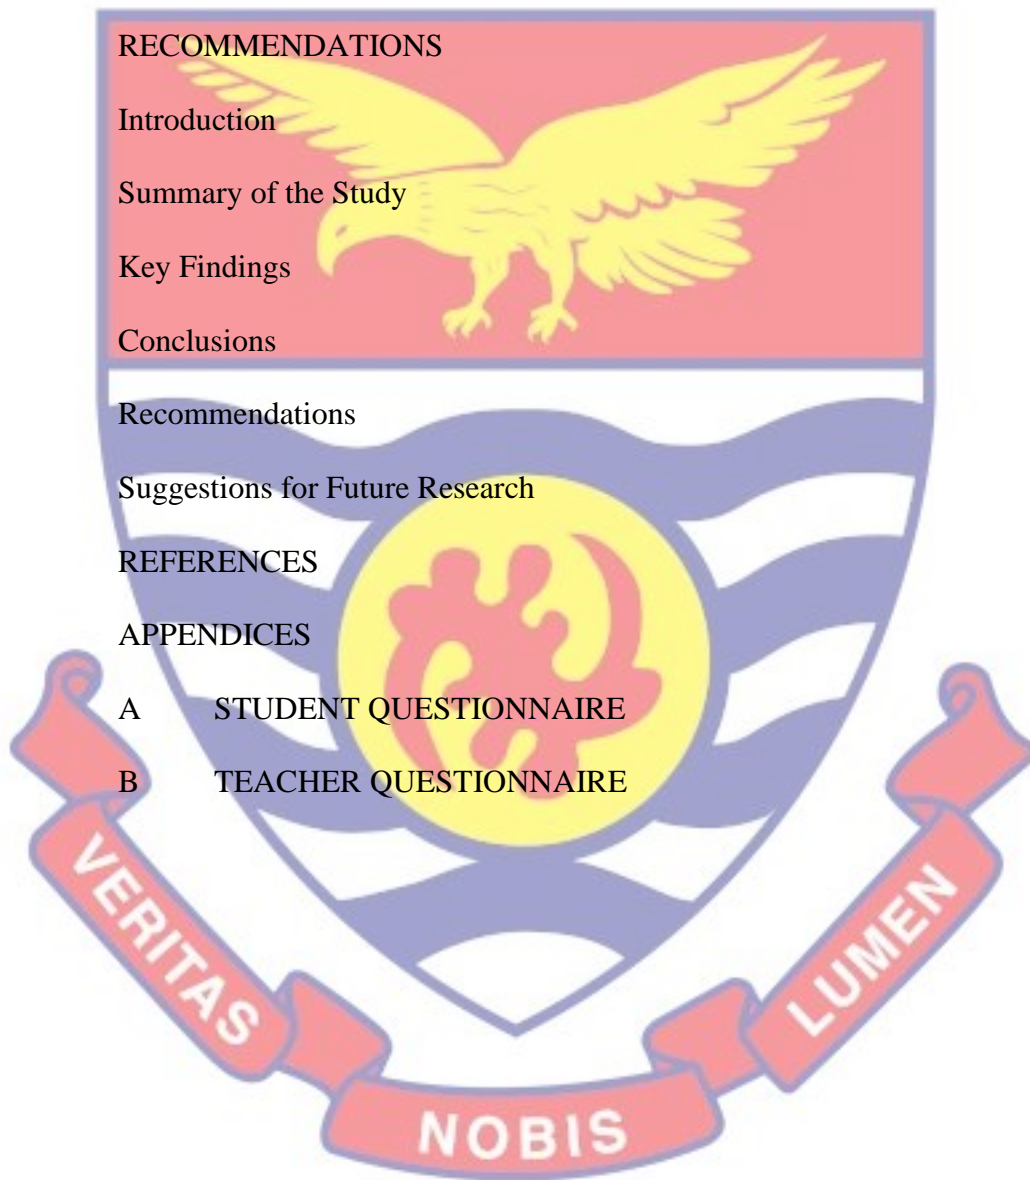 RECOMMENDATIONS
Introduction
Summary of the Study
Key Findings
Conclusions
Recommendations
Suggestions for Future Research
REFERENCES
APPENDICES
A STUDENT QUESTIONNAIRE
B TEACHER QUESTIONNAIRE
VERITAS
NOBIS
LUMEN